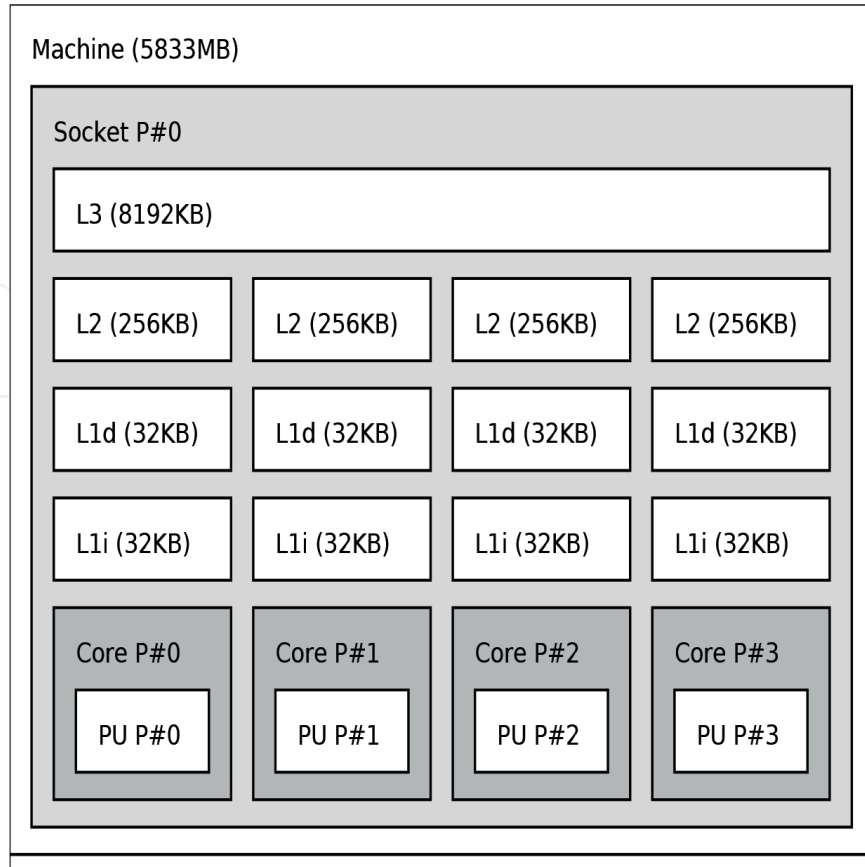 Machine (5833MB)
Socket P#0
L3 (8192KB)
L2 (256KB) L2 (256KB) L2 (256KB) L2 (256KB)
L1d (32KB) L1d (32KB) L1d (32KB) L1d (32KB)
L1i (32KB) L1i (32KB) L1i (32KB) L1i (32KB)
Core P#0 Core P#1 Core P#2 Core P#3
PU P#0 PU P#1 PU P#2 PU P#3